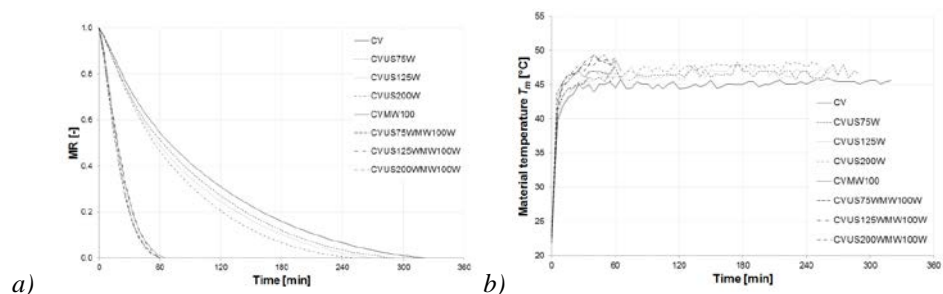 1.0
0.8
0.6
0.4
0.2
0.0
MR [-]
0 60 120 180 240 300 360
Time [min]
CV
CVUS75W
CVUS125W
CVUS200W
CVMW100
CVUS75WMW100W
CVUS125WMW100W
CVUS200WMW100W
a)
55
50
45
40
35
30
25
20
Material temperature Tm [°C]
0 60 120 180 240 300 360
Time [min]
CV
CVUS75W
CVUS125W
CVUS200W
CVMW100
CVUS75WMW100W
CVUS125WMW100W
CVUS200WMW100W
b)